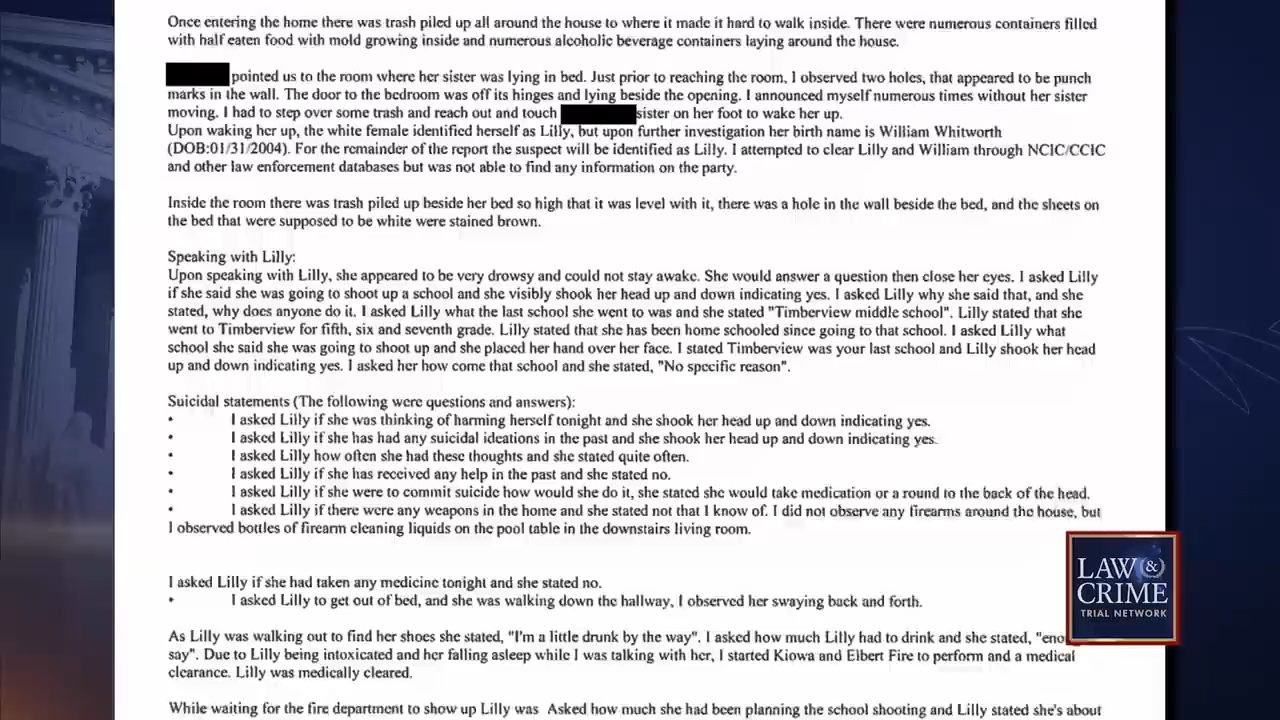 Once entering the home there was trash piled up all around the house to where it made it hard to walk inside. There were numerous containers filled
with half eaten food with mold growing inside and numerous alcoholic beverage containers laying around the house.
pointed us to the room where her sister was lying in bed. Just prior to reaching the room, I observed two holes, that appeared to be punch
marks in the wall. The door to the bedroom was off its hinges and lying beside the opening. I announced myself numerous times without her sister
moving. I had to step over some trash and reach out and touch sister on her foot to wake her up.
Upon waking her up, the white female identified herself as Lilly, but upon further investigation her birth name is William Whitworth
(DOB:01/31/2004). For the remainder of the report the suspect will be identified as Lilly. I attempted to clear Lilly and William through NCIC/CCIC
and other law enforcement databases but was not able to find any information on the party.
Inside the room there was trash piled up beside her bed so high that it was level with it, there was a hole in the wall beside the bed, and the sheets on
the bed that were supposed to be white were stained brown.
Speaking with Lilly:
Upon speaking with Lilly, she appeared to be very drowsy and could not stay awake. She would answer a question then close her eyes. I asked Lilly
if she said she was going to shoot up a school and she visibly shook her head up and down indicating yes. I asked Lilly why she said that, and she
stated, why does anyone do it. I asked Lilly what the last school she went to was and she stated "Timberview middle school". Lilly stated that she
went to Timberview for fifth, six and seventh grade. Lilly stated that she has been home schooled since going to that school. I asked Lilly what
school she said she was going to shoot up and she placed her hand over her face. I stated Timberview was your last school and Lilly shook her head
up and down indicating yes. I asked her how come that school and she stated, "No specific reason".
Suicidal statements (The following were questions and answers):
• I asked Lilly if she was thinking of harming herself tonight and she shook her head up and down indicating yes.
• I asked Lilly if she has had any suicidal ideations in the past and she shook her head up and down indicating yes.
• I asked Lilly how often she had these thoughts and she stated quite often.
• I asked Lilly if she has received any help in the past and she stated no.
• I asked Lilly if she were to commit suicide how would she do it, she stated she would take medication or a round to the back of the head.
• I asked Lilly if there were any weapons in the home and she stated not that I know of. I did not observe any firearms around the house, but
I observed bottles of firearm cleaning liquids on the pool table in the downstairs living room.
I asked Lilly if she had taken any medicine tonight and she stated no.
• I asked Lilly to get out of bed, and she was walking down the hallway, I observed her swaying back and forth.
As Lilly was walking out to find her shoes she stated, "I'm a little drunk by the way". I asked how much Lilly had to drink and she stated,
say". Due to Lilly being intoxicated and her falling asleep while I was talking with her, I started Kiowa and Elbert Fire to perform and a medical
clearance. Lilly was medically cleared.
While waiting for the fire department to show up Lilly was Asked how much she had been planning the school shooting and Lilly stated she's about
LAW &
CRIME
TRIAL NETWORK